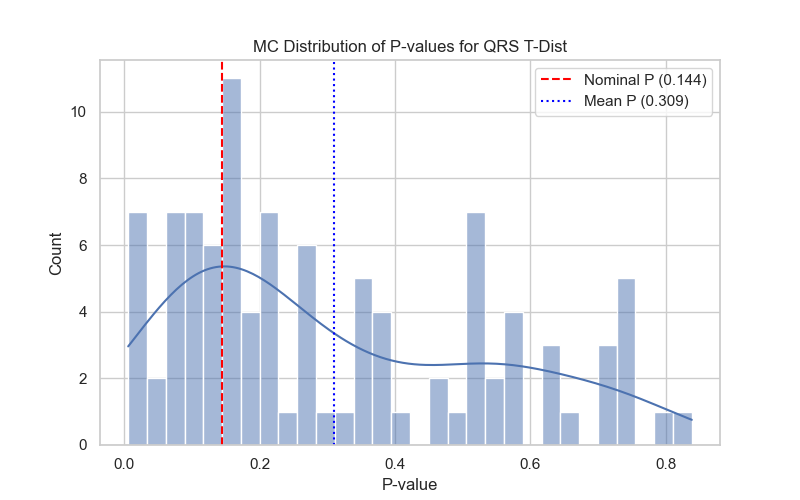 MC Distribution of P-values for QRS T-Dist
Nominal P (0.144)
Mean P (0.309)
Count
10
8
6
4
2
0
0.0 0.2 0.4 0.6 0.8
P-value